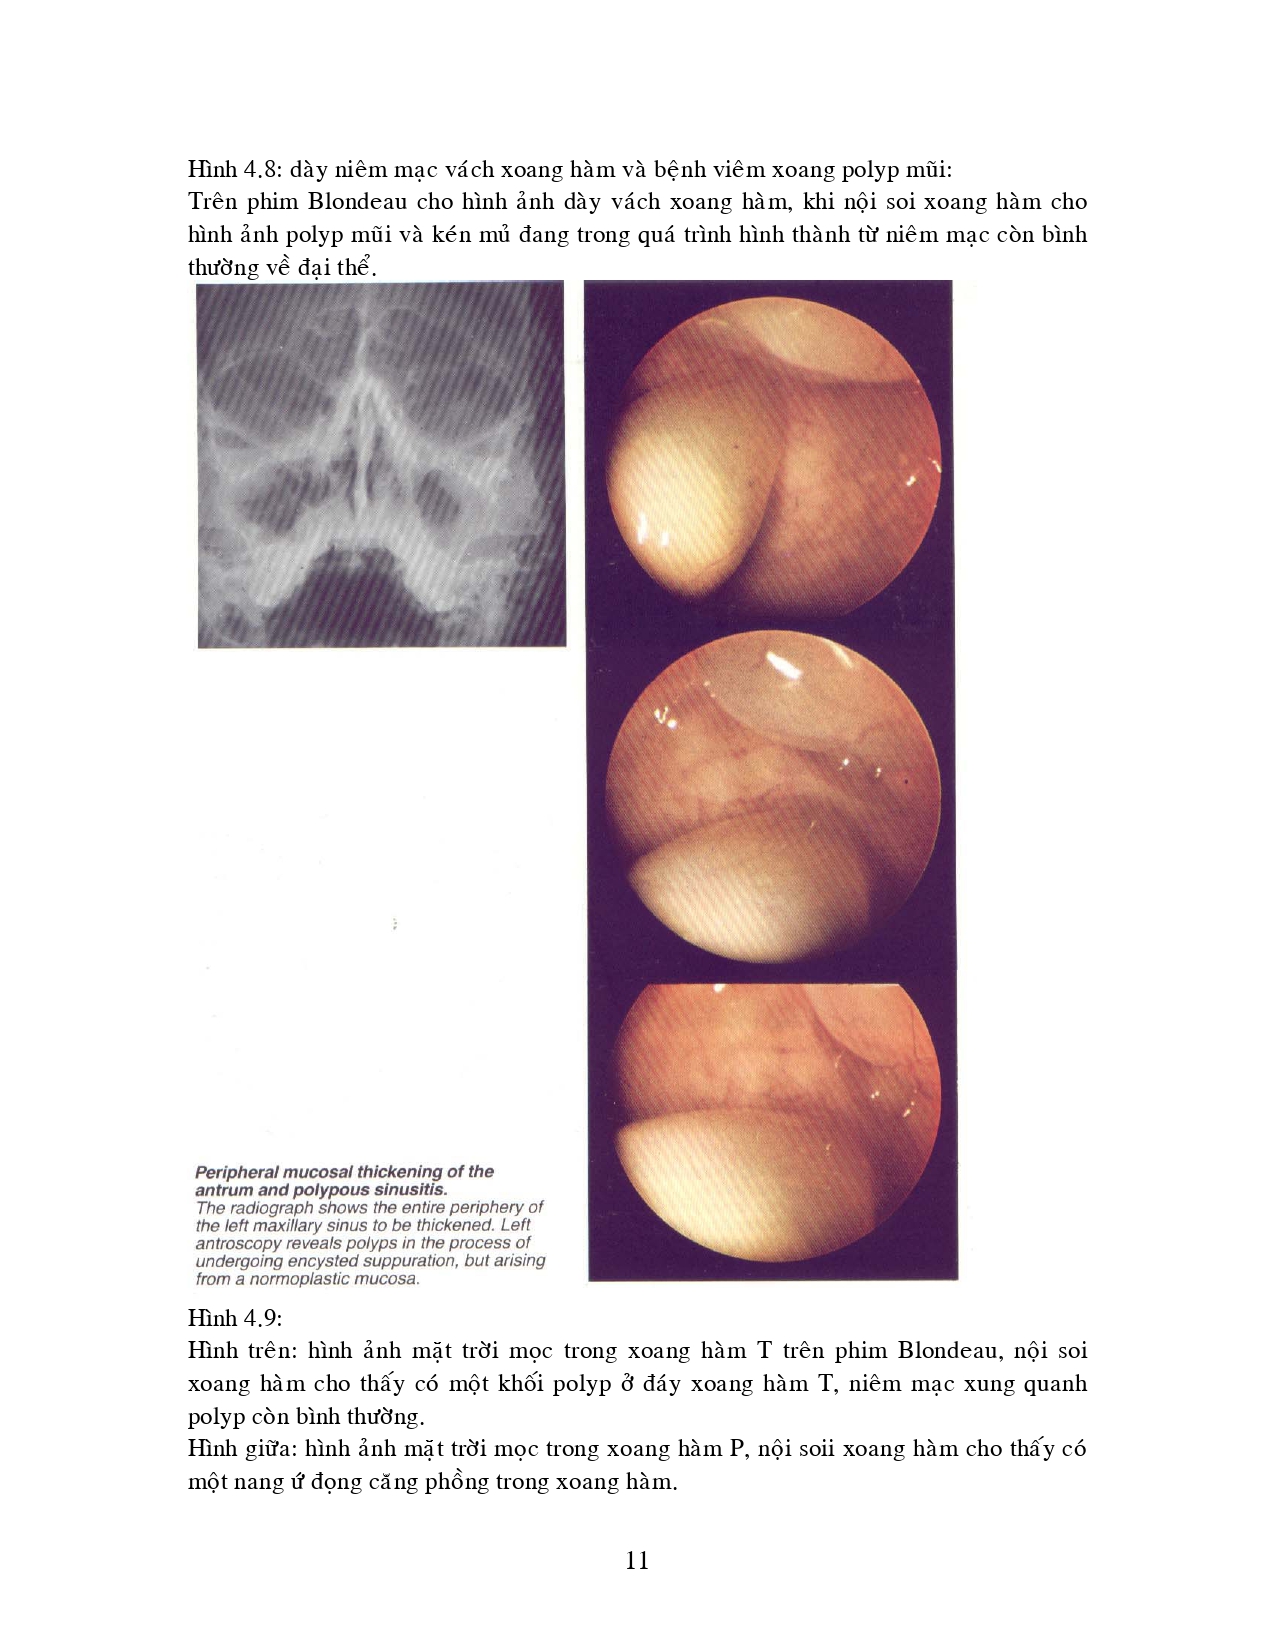 Hình 4.8: dày niêm mạc vách xoang hàm và bệnh viêm xoang polyp mũi:
Trên phim Blondeau cho hình ảnh dày vách xoang hàm, khi nội soi xoang hàm cho
hình ảnh polyp mũi và kén mủ đang trong quá trình hình thành từ niêm mạc còn bình
thường về đại thể.
Peripheral mucosal thickening of the
antrum and polypous sinusitis.
The radiograph shows the entire periphery of
the left maxillary sinus to be thickened. Left
antroscopy reveals polyps in the process of
undergoing encysted suppuration, but arising
from a normoplastic mucosa.
Hình 4.9:
Hình trên: hình ảnh mặt trời mọc trong xoang hàm T trên phim Blondeau, nội soi
xoang hàm cho thấy có một khối polyp ở đáy xoang hàm T, niêm mạc xung quanh
polyp còn bình thường.
Hình giữa: hình ảnh mặt trời mọc trong xoang hàm P, nội soii xoang hàm cho thấy có
một nang ứ đọng căng phồng trong xoang hàm.
11